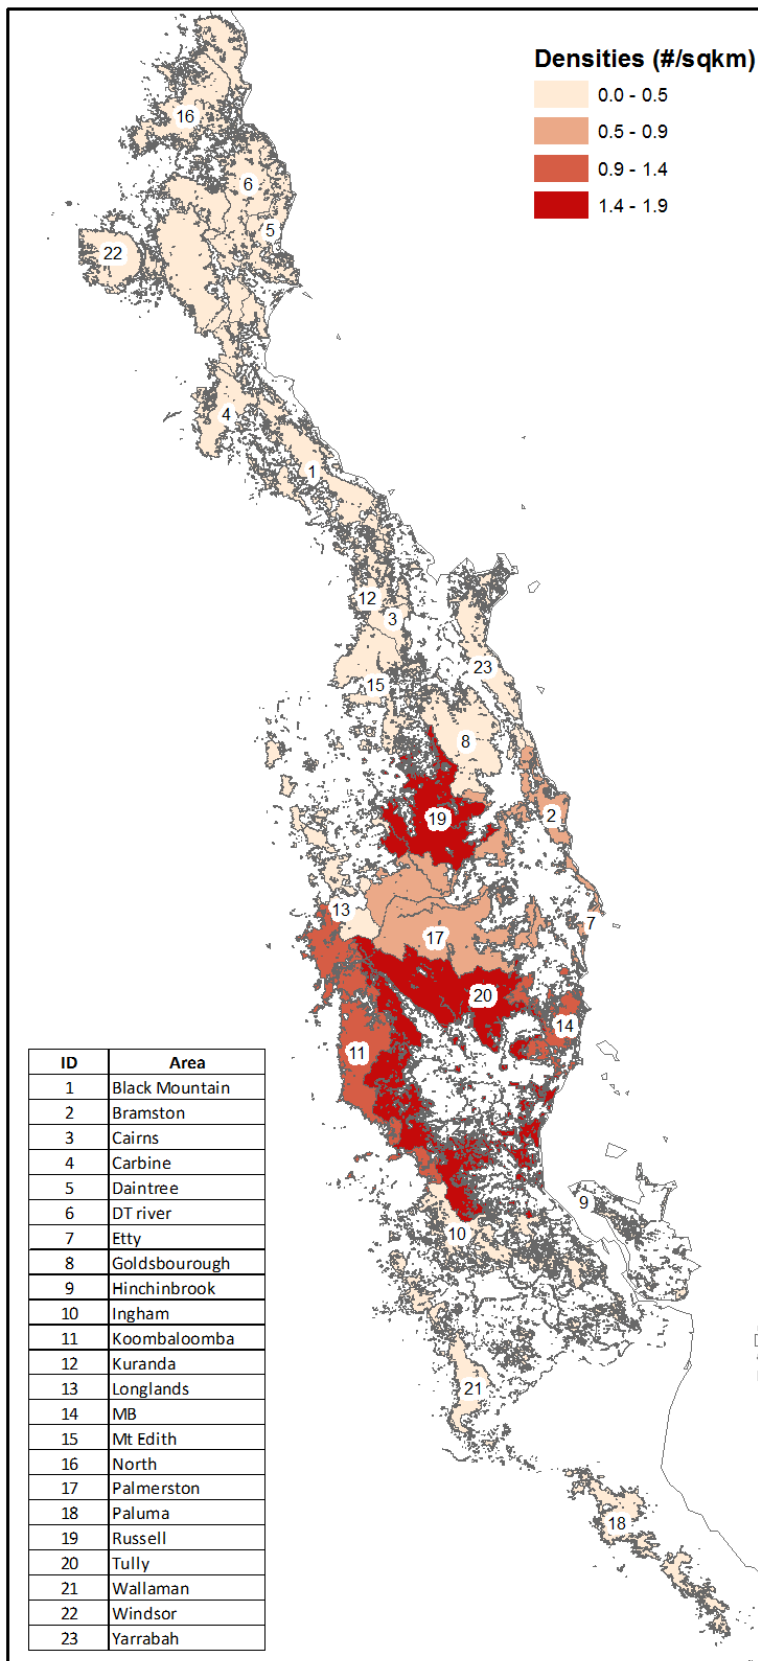 Densities (#/sqkm)
0.0 - 0.5
0.5 - 0.9
0.9 - 1.4
1.4 - 1.9
16
6
5
22
4
1
12
3
23
15
8
19
2
13
7
17
20
14
11
9
10
21
18
ID Area
1 Black Mountain
2 Bramston
3 Cairns
4 Carbine
5 Daintree
6 DT river
7 Etty
8 Goldsbourough
9 Hinchinbrook
10 Ingham
11 Koombaloomba
12 Kuranda
13 Longlands
14 MB
15 Mt Edith
16 North
17 Palmerston
18 Paluma
19 Russell
20 Tully
21 Wallaman
22 Windsor
23 Yarrabah